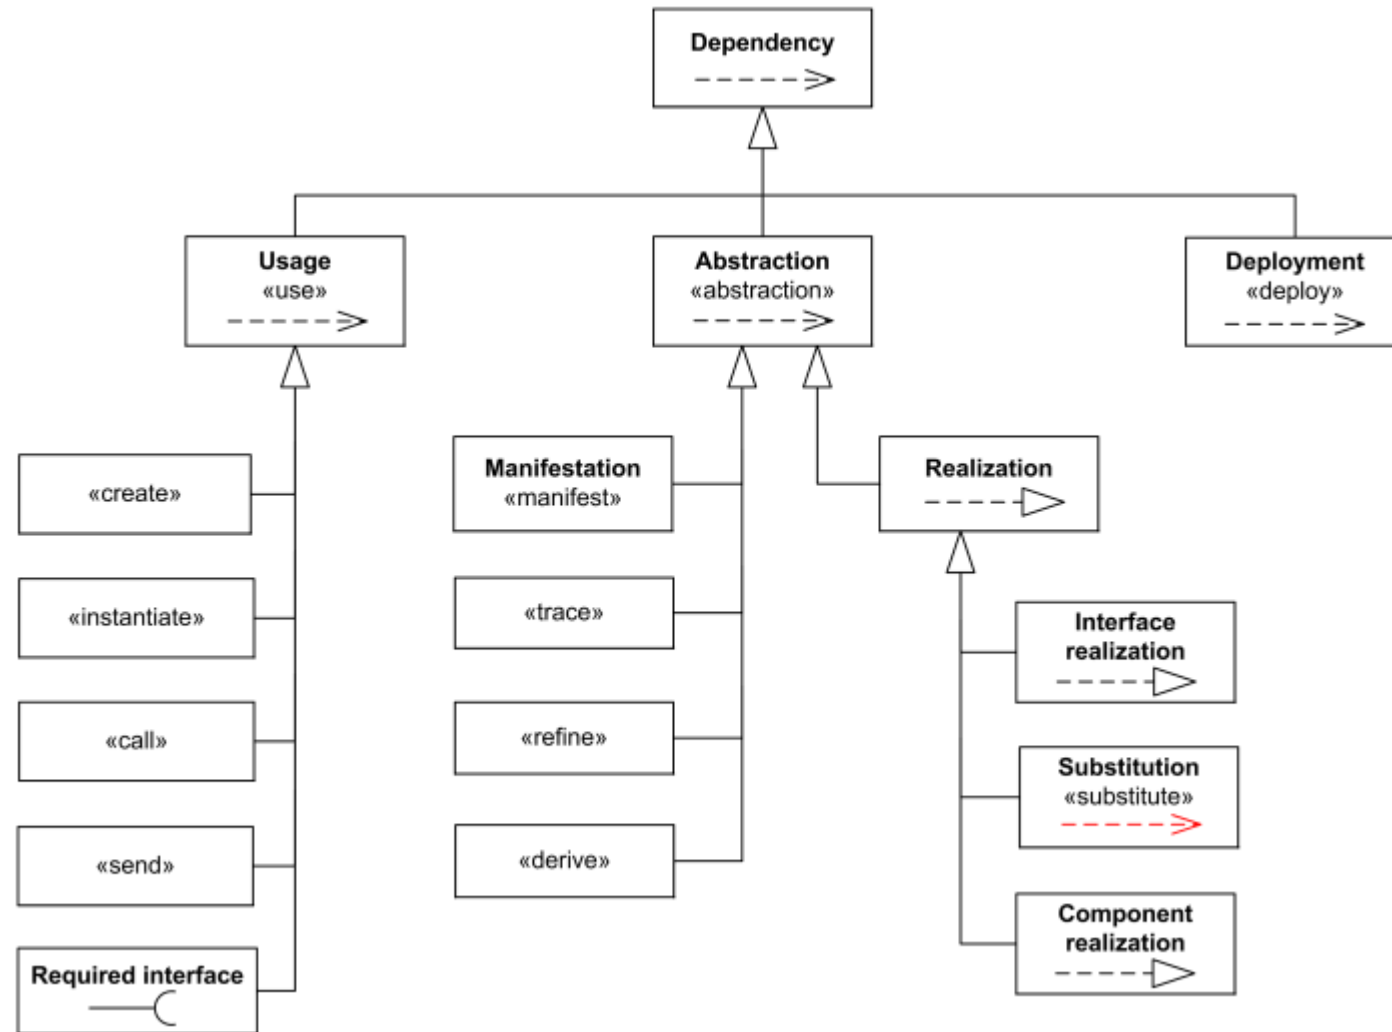 Dependency
Usage
«use»
Abstraction
«abstraction»
Deployment
«deploy»
«create»
«instantiate»
«call»
«send»
Required interface
Manifestation
«manifest»
«trace»
«refine»
«derive»
Realization
Interface
realization
Substitution
«substitute»
Component
realization